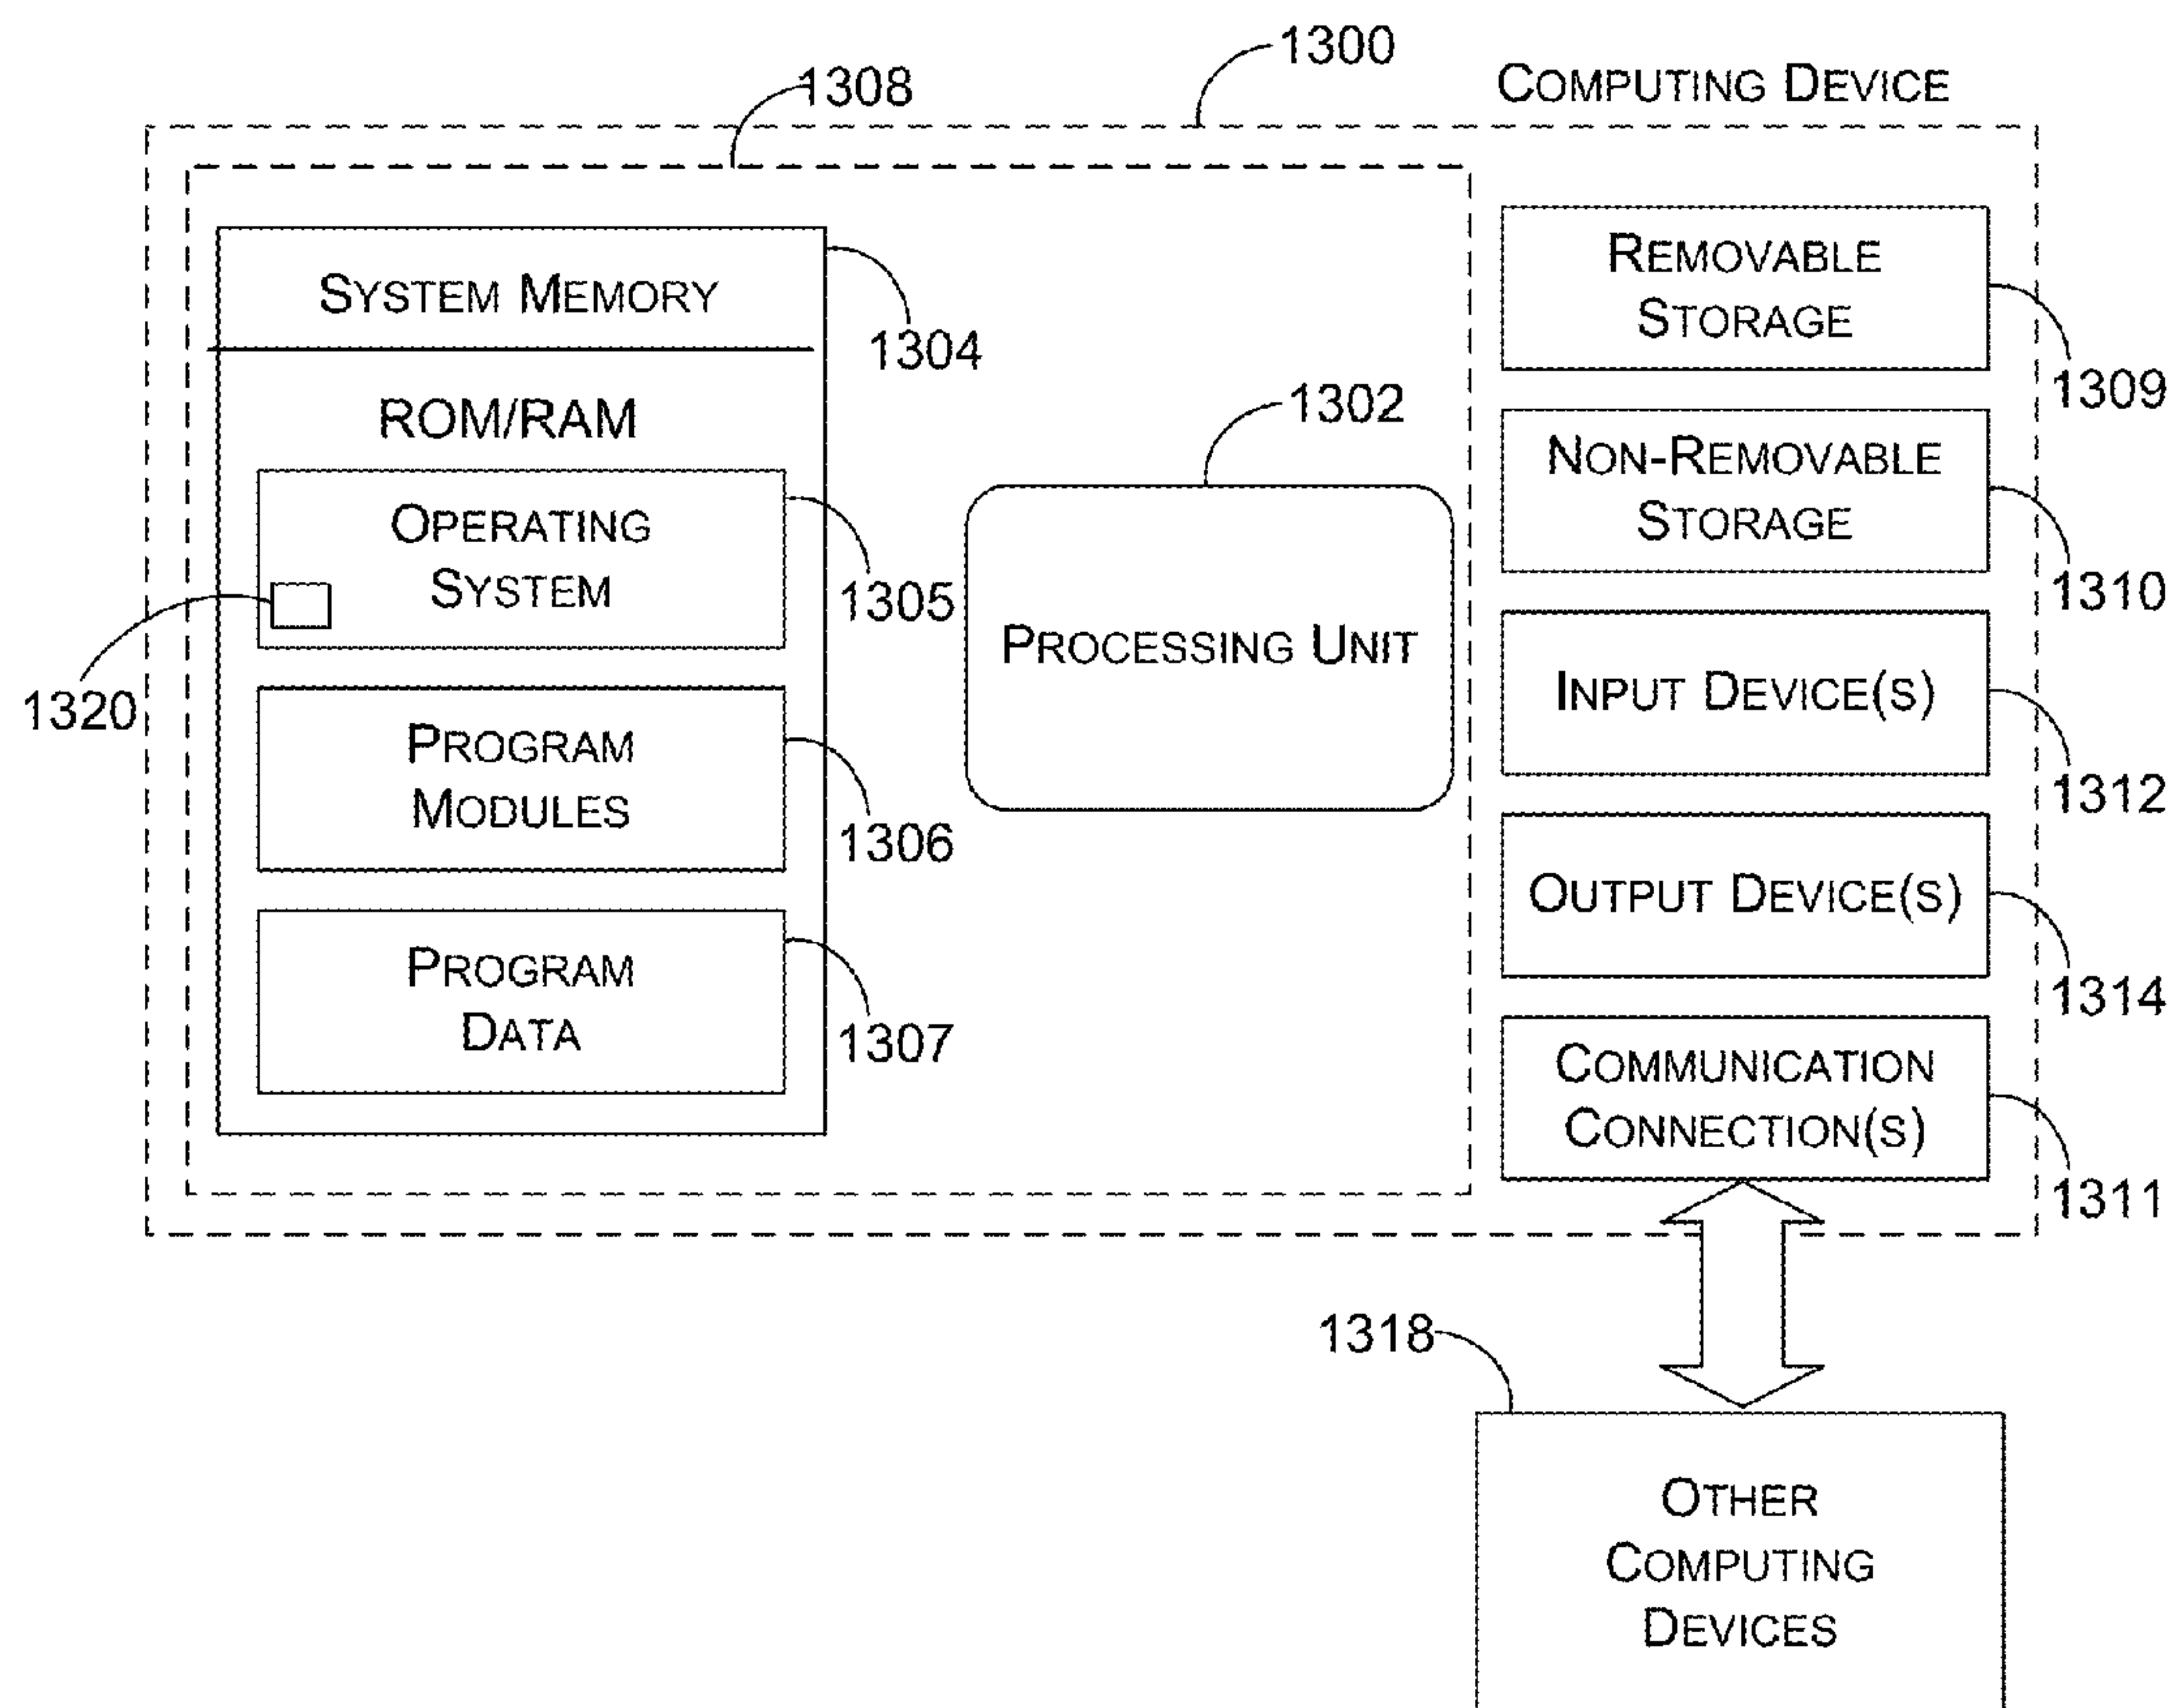 1300
COMPUTING DEVICE
1308
SYSTEM MEMORY
1304
ROM/RAM
OPERATING
SYSTEM
1305
1320
PROGRAM
MODULES
1306
PROGRAM
DATA
1307
1302
PROCESSING UNIT
REMOVABLE
STORAGE
1309
NON-REMOVABLE
STORAGE
1310
INPUT DEVICE(S)
1312
OUTPUT DEVICE(S)
1314
COMMUNICATION
CONNECTION(S)
1311
1318
OTHER
COMPUTING
DEVICES